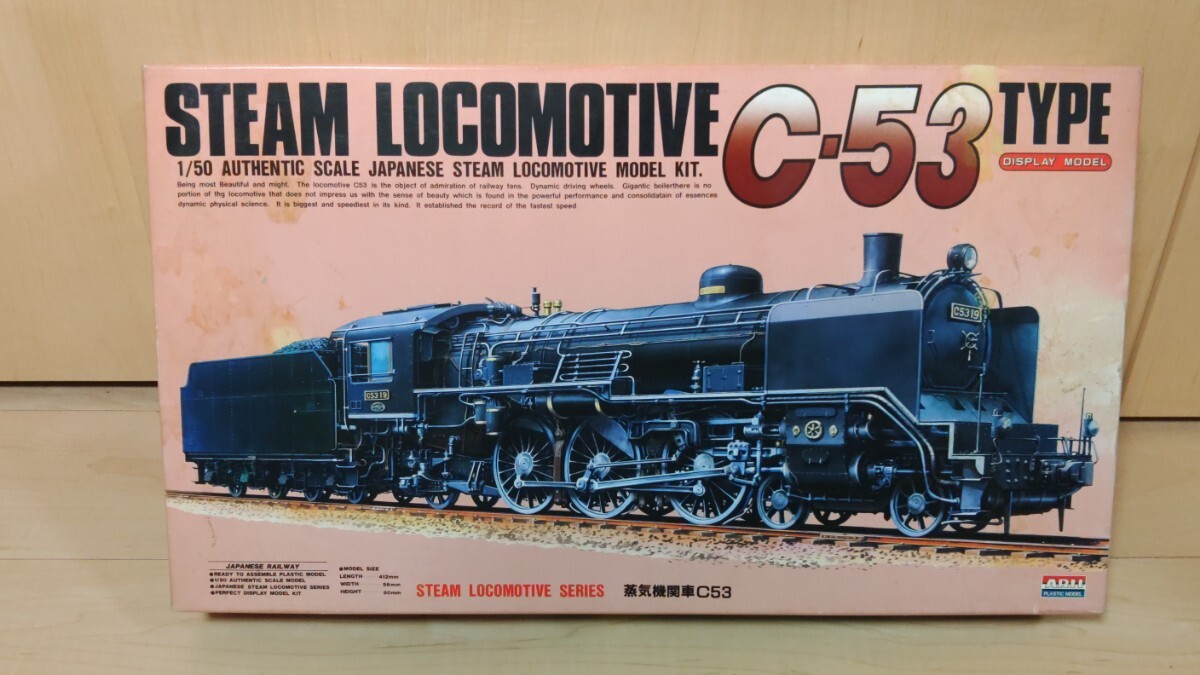 STEAM LOCOMOTIVE C-53 TYPE
DISPLAY MODEL
1/50 AUTHENTIC SCALE JAPANESE STEAM LOCOMOTIVE MODEL KIT.
Being most Beautiful and might. The locomotive C53 is the object of admiration of railway fans. Dynamic driving wheels. Gigantic boilerthere is no
portion of thg locomotive that does not impress us with the sense of beauty which is found in the powerful performance and consolidatain of essences
dynamic physical science. It is biggest and speediest in its kind. It established the record of the fastest speed
C5319
C5319
JAPANESE RAILWAY
●READY TO ASSEMBLE PLASTIC MODEL
●1/50 AUTHENTIC SCALE MODEL
●JAPANESE STEAM LOCOMOTIVE SERIES
●PERFECT DISPLAY MODEL KIT
●MODEL SIZE
LENGTH 412mm
WIDTH 56mm
HEIGHT 80mm
STEAM LOCOMOTIVE SERIES 蒸気機関車C53
ARII
PLASTIC MODEL